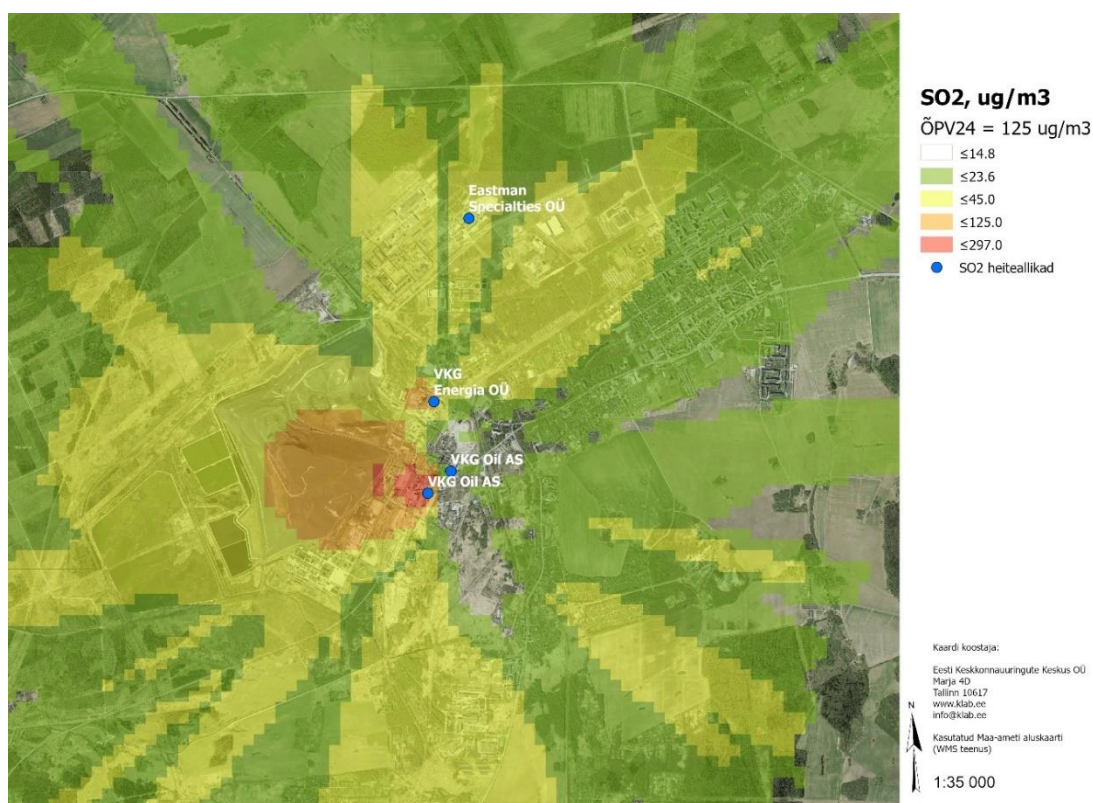 SO2, ug/m3
ÕPV24 = 125 ug/m3
≤14.8
≤23.6
≤45.0
≤125.0
≤297.0
SO2 heiteallikad
Eastman
Specialties OÜ
VKG
Energia OÜ
VKG Oil AS
VKG Oil AS
Kaardi koostaja:
Eesti Keskkonnauuringute Keskus OÜ
Marja 4D
Tallinn 10617
www.klab.ee
info@klab.ee
Kasutatud Maa-ameti aluskaarti
(WMS teenus)
N
1:35 000